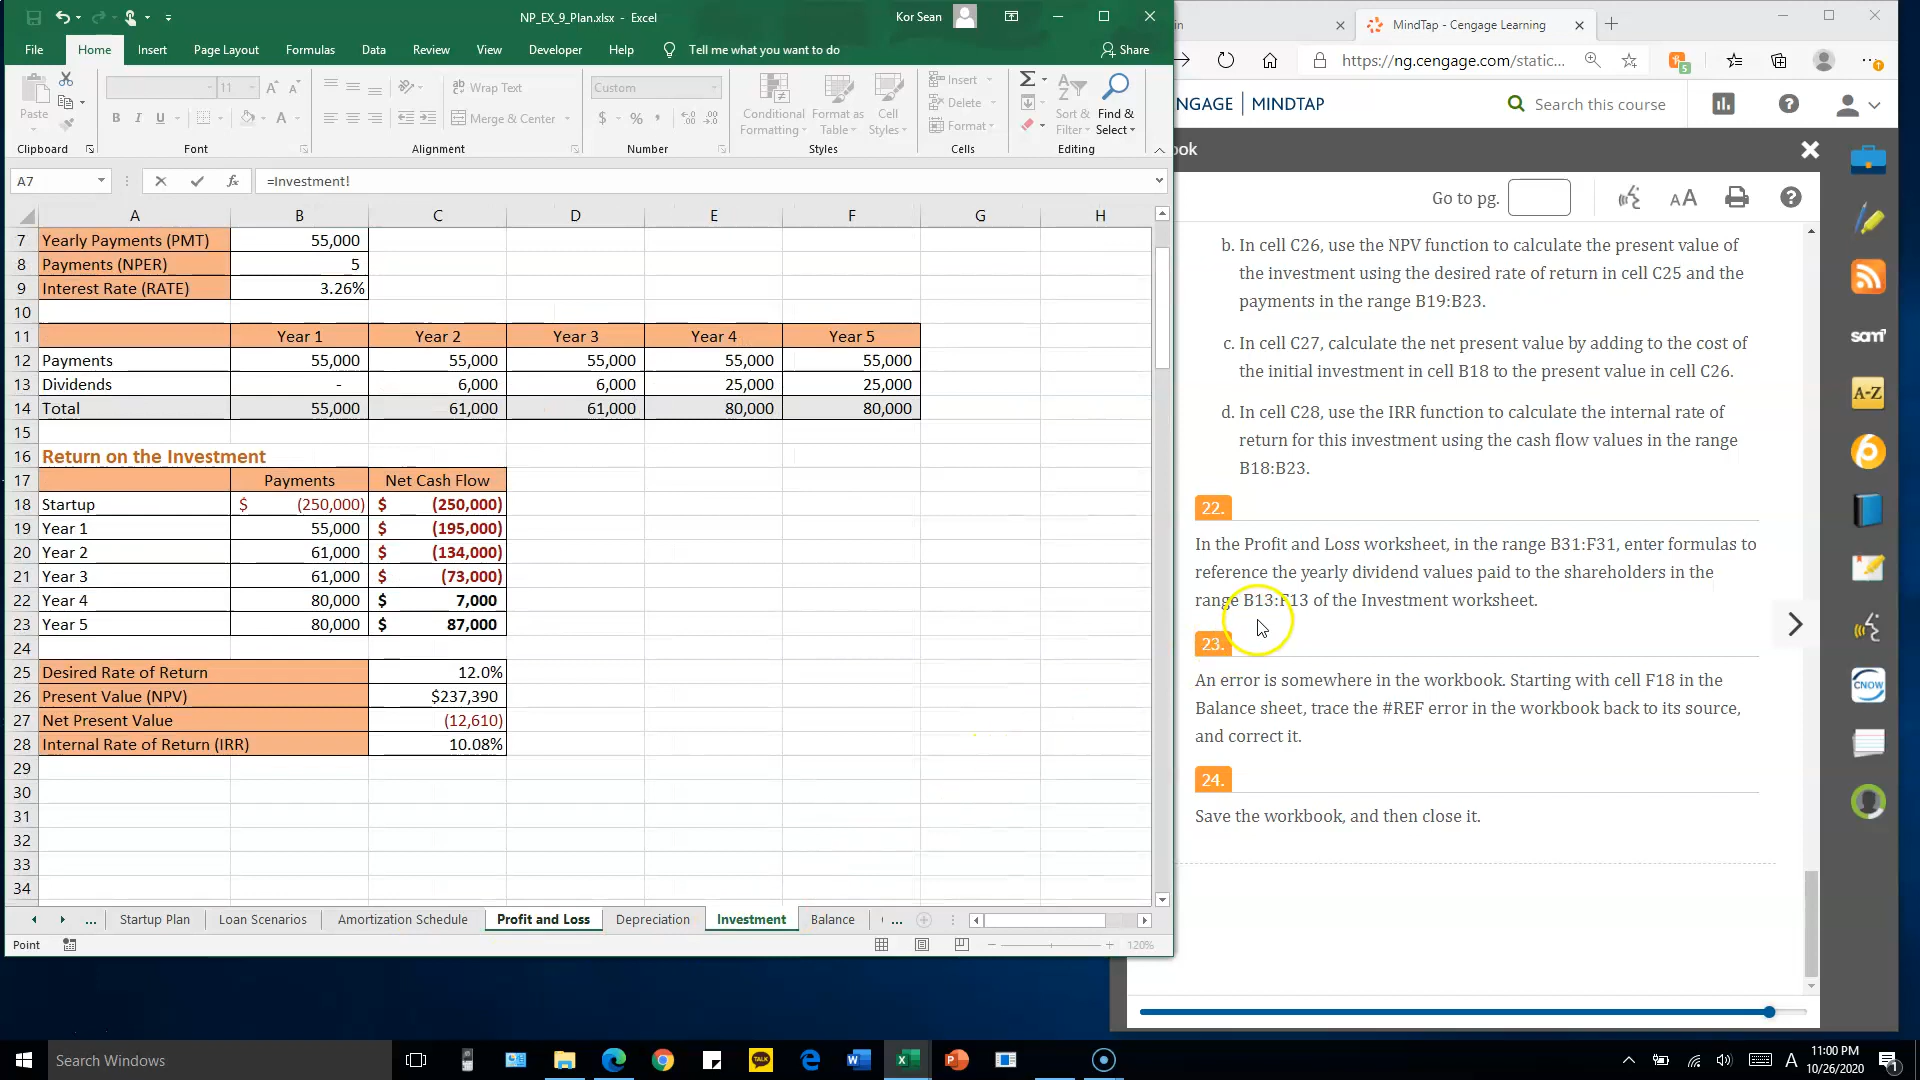 NP_EX_9_Plan.xlsx - Excel
Kor Sean
File Home Insert Page Layout Formulas Data Review View Developer Help Tell me what you want to do Share
Paste
Clipboard
11
B I U
Font
Wrap Text
Merge & Center
Alignment
Custom
$ % ,
Number
Conditional Formatting
Format as Table
Cell Styles
Styles
Insert
Delete
Format
Cells
Sort & Filter
Find & Select
Editing
A7
fx
=Investment!
A B C D E F G H
7 Yearly Payments (PMT) 55,000
8 Payments (NPER) 5
9 Interest Rate (RATE) 3.26%
10
11 Year 1 Year 2 Year 3 Year 4 Year 5
12 Payments 55,000 55,000 55,000 55,000 55,000
13 Dividends - 6,000 6,000 25,000 25,000
14 Total 55,000 61,000 61,000 80,000 80,000
15
16 Return on the Investment
17 Payments Net Cash Flow
18 Startup $ (250,000) $ (250,000)
19 Year 1 55,000 $ (195,000)
20 Year 2 61,000 $ (134,000)
21 Year 3 61,000 $ (73,000)
22 Year 4 80,000 $ 7,000
23 Year 5 80,000 $ 87,000
24
25 Desired Rate of Return 12.0%
26 Present Value (NPV) $237,390
27 Net Present Value (12,610)
28 Internal Rate of Return (IRR) 10.08%
29
30
31
32
33
34
... Startup Plan Loan Scenarios Amortization Schedule Profit and Loss Depreciation Investment Balance ...
Point
120%
in
MindTap - Cengage Learning
https://ng.cengage.com/static...
5
NGAGE | MINDTAP
Search this course
ook
Go to pg.
AA
b. In cell C26, use the NPV function to calculate the present value of
the investment using the desired rate of return in cell C25 and the
payments in the range B19:B23.
c. In cell C27, calculate the net present value by adding to the cost of
the initial investment in cell B18 to the present value in cell C26.
d. In cell C28, use the IRR function to calculate the internal rate of
return for this investment using the cash flow values in the range
B18:B23.
22.
In the Profit and Loss worksheet, in the range B31:F31, enter formulas to
reference the yearly dividend values paid to the shareholders in the
range B13:F13 of the Investment worksheet.
23.
An error is somewhere in the workbook. Starting with cell F18 in the
Balance sheet, trace the #REF error in the workbook back to its source,
and correct it.
24.
Save the workbook, and then close it.
sam
A-Z
CNOW
Search Windows
TALK
A
11:00 PM
10/26/2020
1